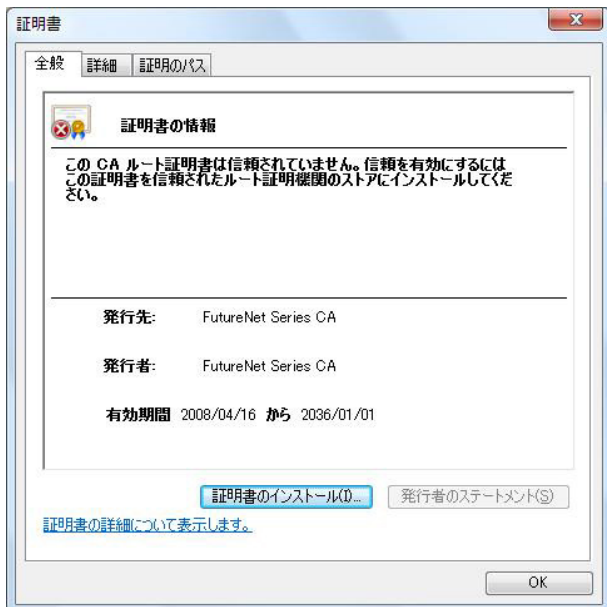 証明書
全般 詳細 証明のパス
証明書の情報
この CA ルート証明書は信頼されていません。信頼を有効にするには
この証明書を信頼されたルート証明機関のストアにインストールしてくだ
さい。
発行先: FutureNet Series CA
発行者: FutureNet Series CA
有効期間 2008/04/16 から 2036/01/01
証明書のインストール(I)... 発行者のステートメント(S)
証明書の詳細について表示します。
OK